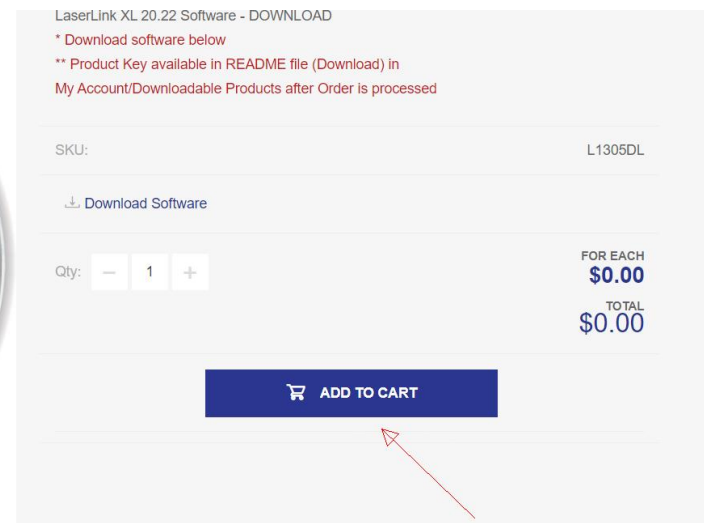 LaserLink XL 20.22 Software - DOWNLOAD
* Download software below
** Product Key available in README file (Download) in
My Account/Downloadable Products after Order is processed
SKU: L1305DL
Download Software
FOR EACH
Qty: — 1 + $0.00
TOTAL
$0.00
ADD TO CART